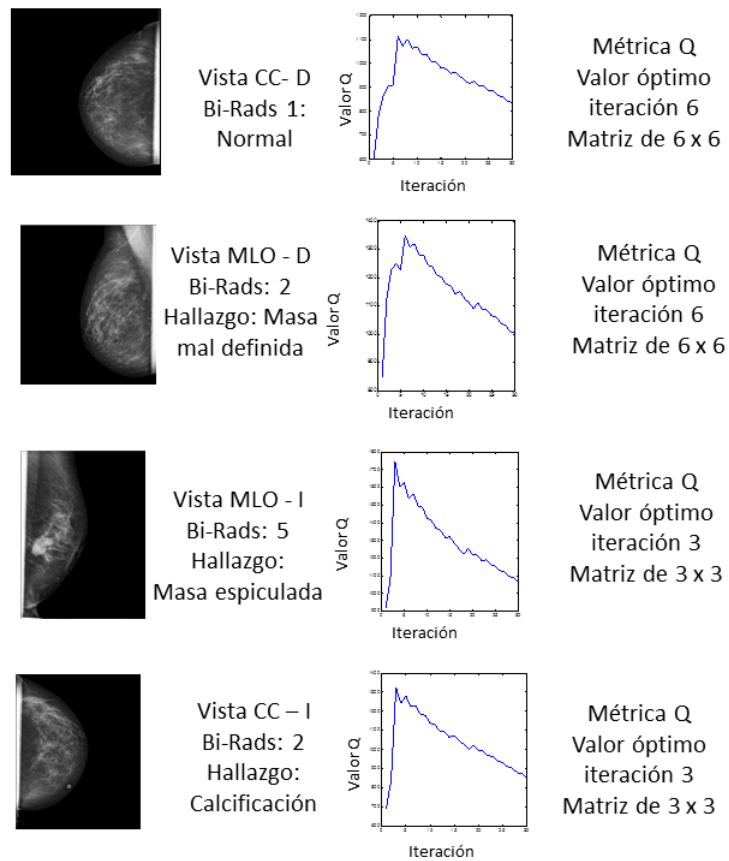 Vista CC- D
Bi-Rads 1:
Normal
Valor Q
Iteración
Métrica Q
Valor óptimo
iteración 6
Matriz de 6 x 6
Vista MLO - D
Bi-Rads: 2
Hallazgo: Masa
mal definida
Valor Q
Iteración
Métrica Q
Valor óptimo
iteración 6
Matriz de 6 x 6
Vista MLO - I
Bi-Rads: 5
Hallazgo:
Masa espiculada
Valor Q
Iteración
Métrica Q
Valor óptimo
iteración 3
Matriz de 3 x 3
Vista CC – I
Bi-Rads: 2
Hallazgo:
Calcificación
Valor Q
Iteración
Métrica Q
Valor óptimo
iteración 3
Matriz de 3 x 3